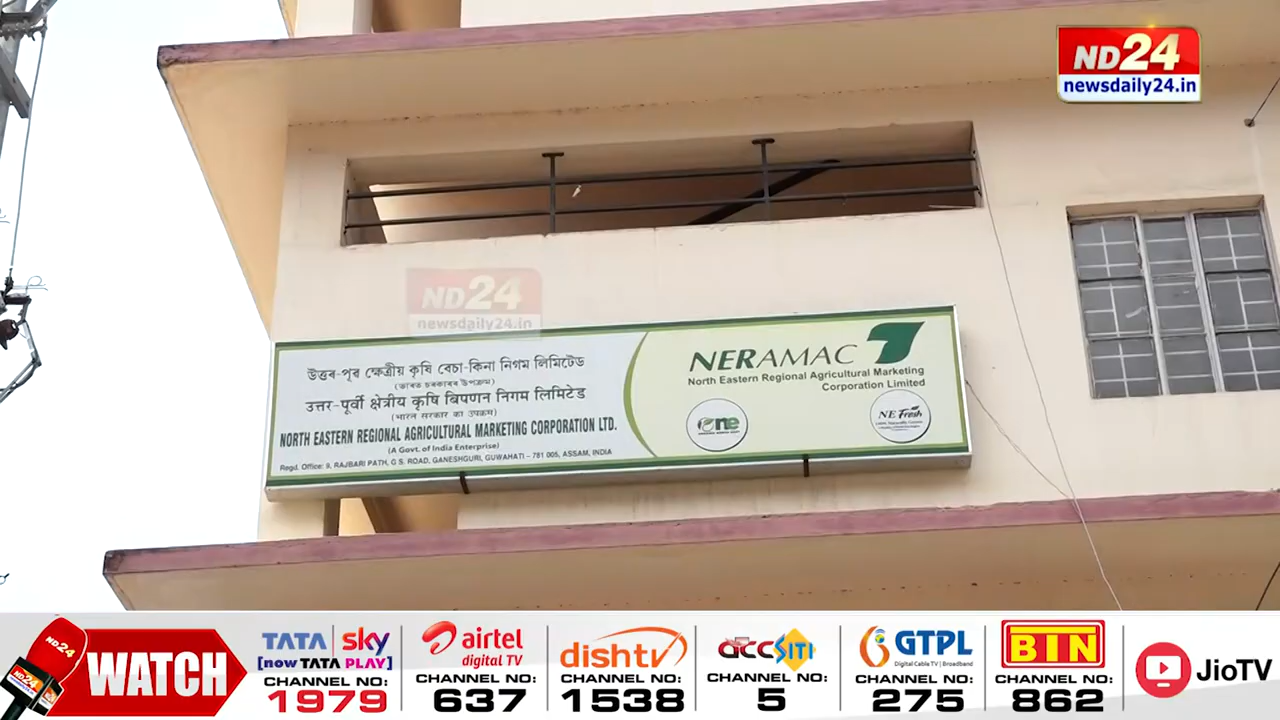 ND24
newsdaily24.in
ND24
newsdaily24.in
উত্তৰ-পূৰ্ব ক্ষেত্ৰীয় কৃষি বেচা-কিনা নিগম লিমিটেড
(ভাৰত চৰকাৰৰ উপক্ৰম)
उत्तर-पूर्वी क्षेत्रीय कृषि बिपणन निगम लिमिटेड
(भारत सरकार का उपक्रम)
NORTH EASTERN REGIONAL AGRICULTURAL MARKETING CORPORATION LTD.
(A Govt. of India Enterprise)
Regd. Office: 9, RAJBARI PATH, G S. ROAD, GANESHGURI, GUWAHATI – 781 005, ASSAM, INDIA
NERAMAC
North Eastern Regional Agricultural Marketing
Corporation Limited
one
NE Fresh
ND24
ND24
WATCH
TATA sky
[now TATA PLAY]
CHANNEL NO:
1979
airtel
digital TV
CHANNEL NO:
637
dishtv
CHANNEL NO:
1538
accSITI
CHANNEL NO:
5
GTPL
Digital Cable TV | Broadband
CHANNEL NO:
275
BTN
CHANNEL NO:
862
JioTV